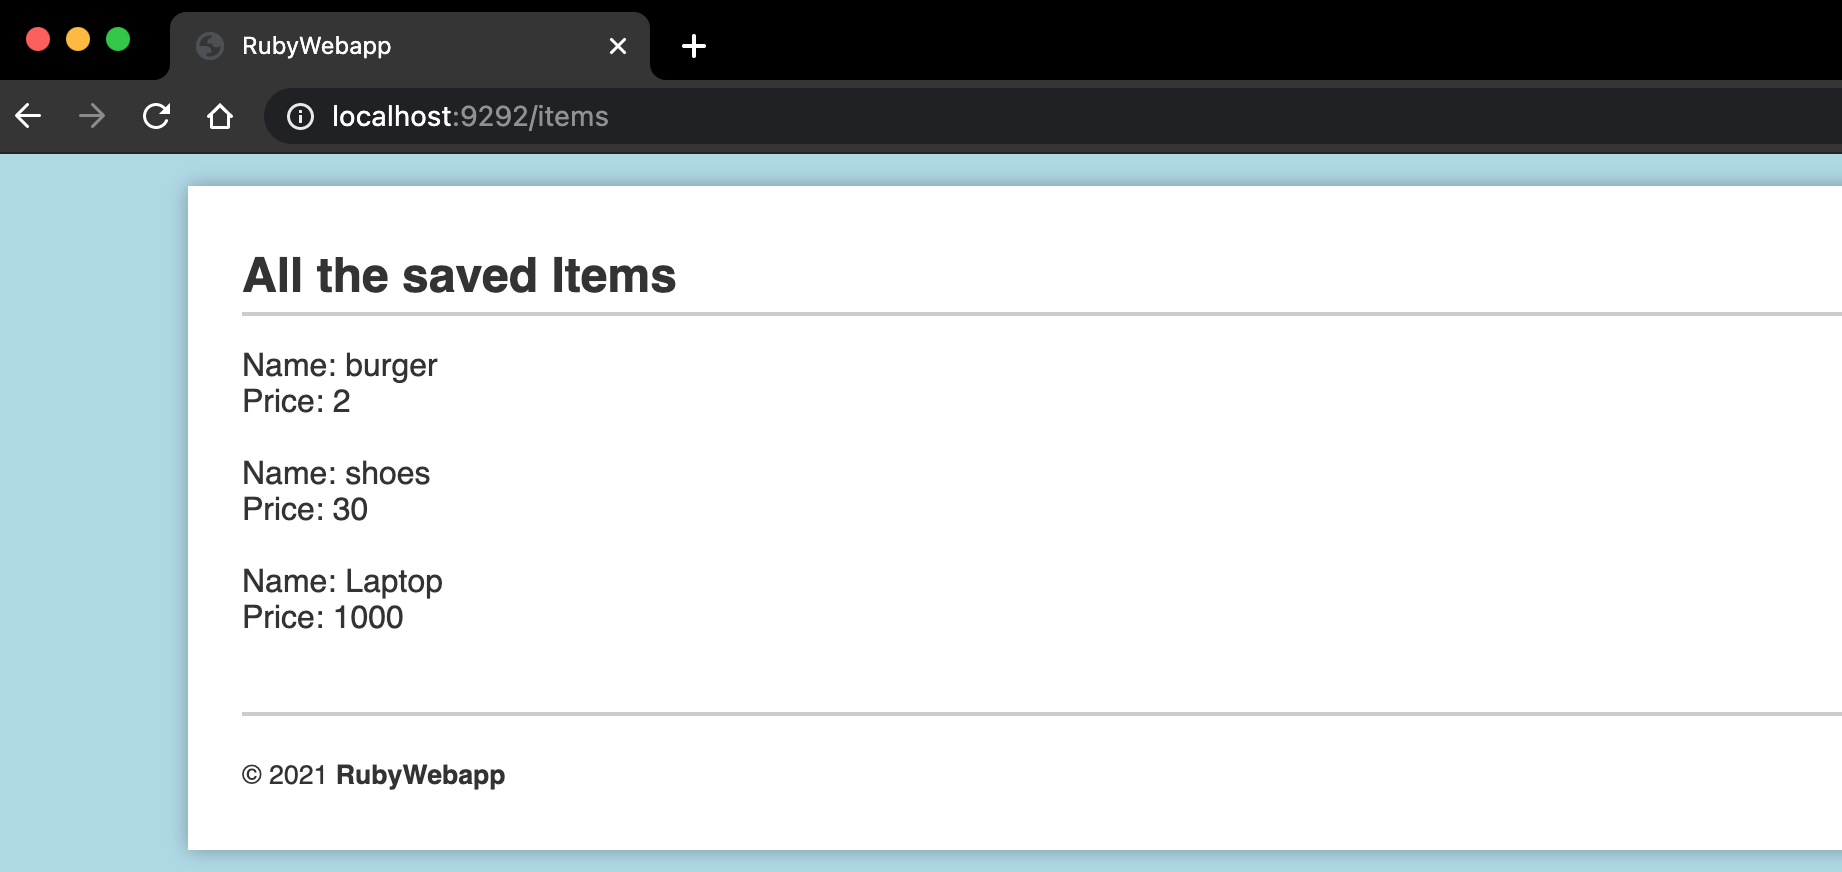 RubyWebapp
localhost:9292/items
All the saved Items
Name: burger
Price: 2
Name: shoes
Price: 30
Name: Laptop
Price: 1000
© 2021 RubyWebapp